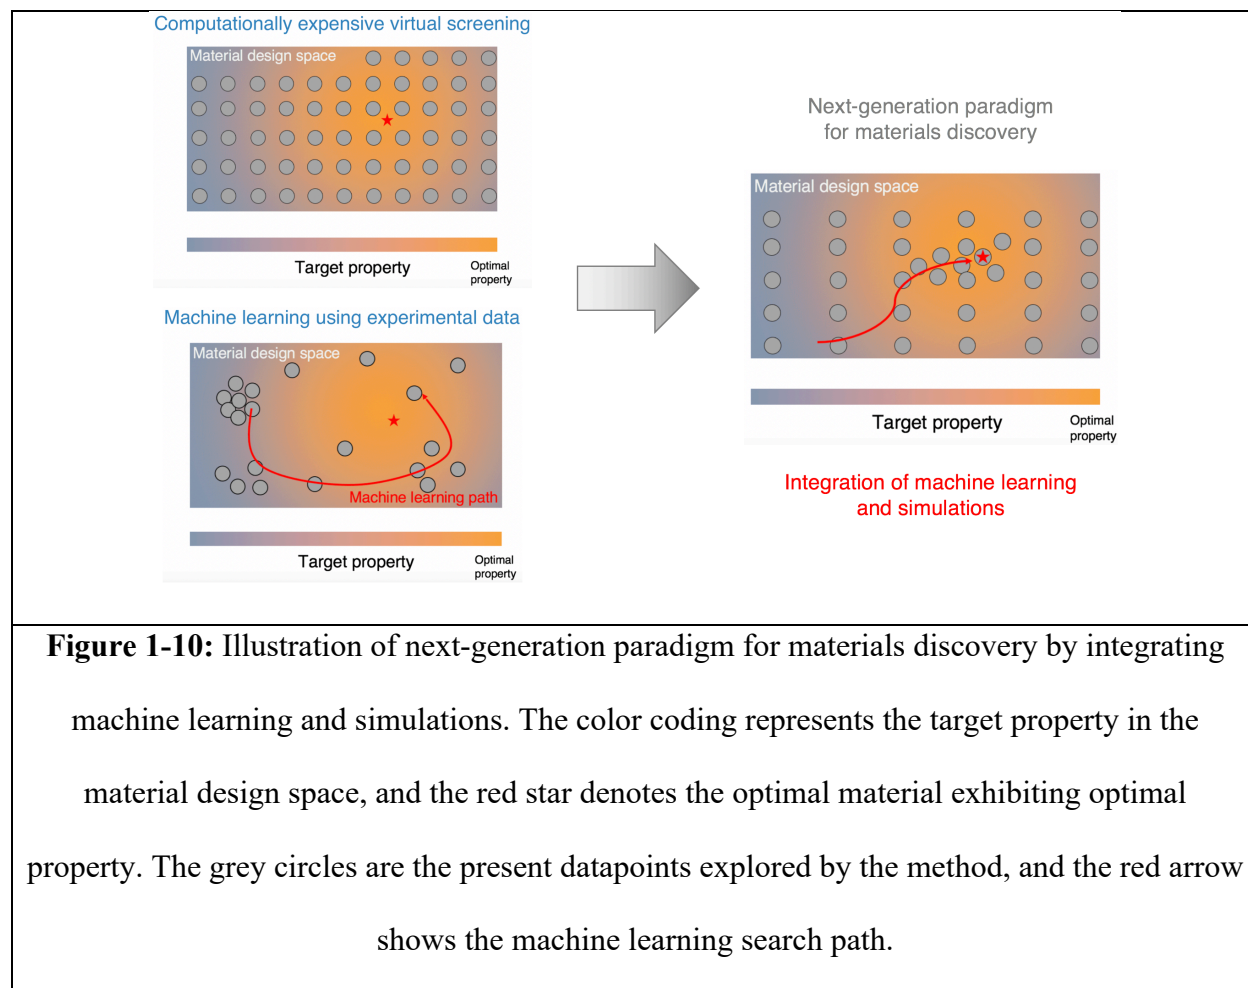 Computationally expensive virtual screening
Material design space
Target property
Optimal
property
Machine learning using experimental data
Material design space
Machine learning path
Target property
Optimal
property
Next-generation paradigm
for materials discovery
Material design space
Target property
Optimal
property
Integration of machine learning
and simulations
Figure 1-10: Illustration of next-generation paradigm for materials discovery by integrating
machine learning and simulations. The color coding represents the target property in the
material design space, and the red star denotes the optimal material exhibiting optimal
property. The grey circles are the present datapoints explored by the method, and the red arrow
shows the machine learning search path.